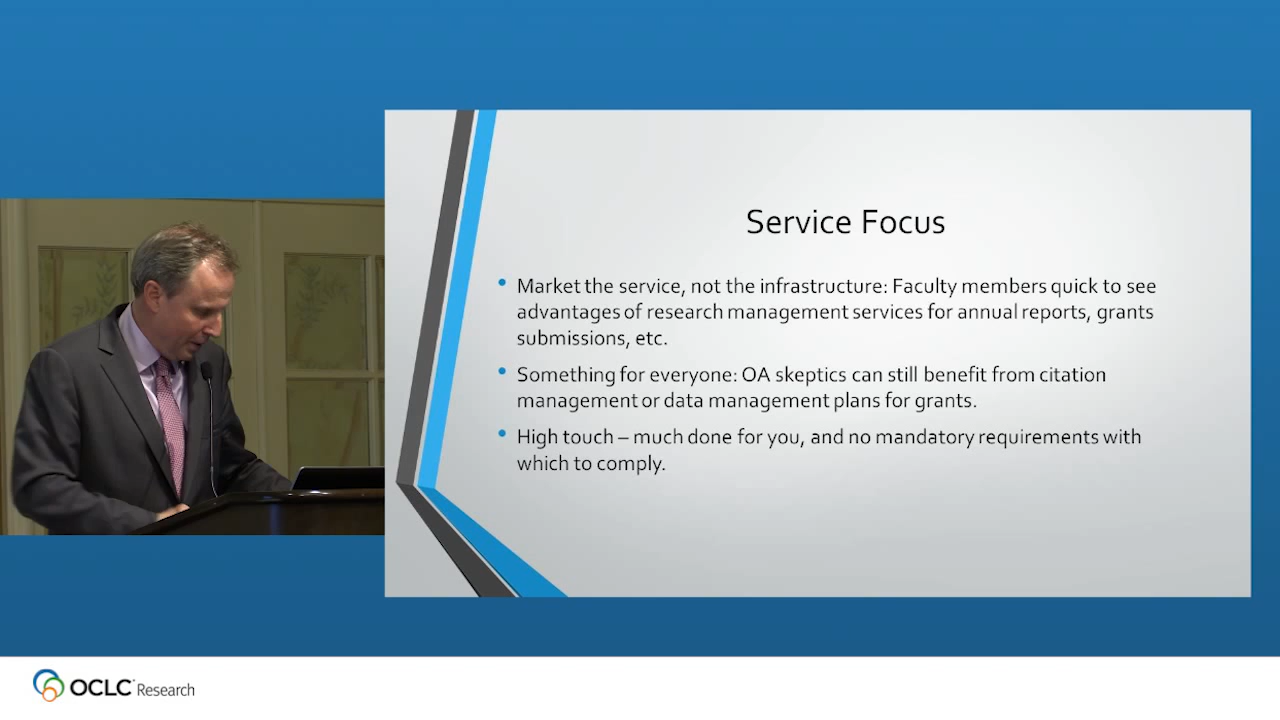 Service Focus
• Market the service, not the infrastructure: Faculty members quick to see
advantages of research management services for annual reports, grants
submissions, etc.
• Something for everyone: OA skeptics can still benefit from citation
management or data management plans for grants.
• High touch – much done for you, and no mandatory requirements with
which to comply.
OCLC Research